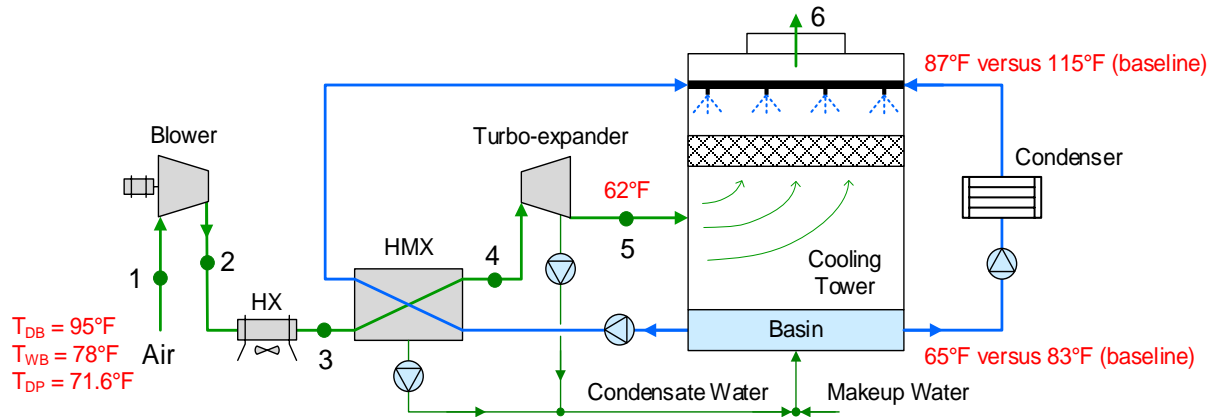 6
87°F versus 115°F (baseline)
Blower
Turbo-expander
Condenser
62°F
HMX
4
5
1
2
HX
3
Cooling
Tower
T_DB = 95°F
T_WB = 78°F
T_DP = 71.6°F
Air
Basin
65°F versus 83°F (baseline)
Condensate Water
Makeup Water